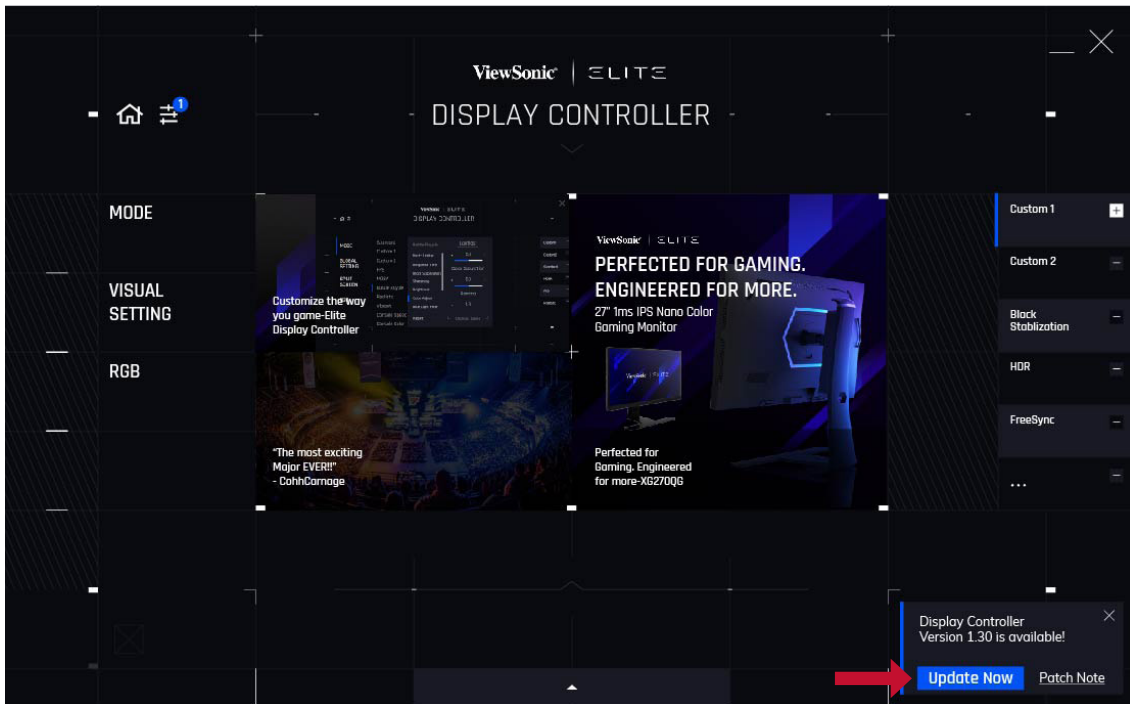 ViewSonic ELITE
DISPLAY CONTROLLER
1
MODE
VISUAL
SETTING
RGB
Customize the way
you game-Elite
Display Controller
"The most exciting
Major EVER!!"
- CohhCarnage
ViewSonic ELITE
PERFECTED FOR GAMING.
ENGINEERED FOR MORE.
27" 1ms IPS Nano Color
Gaming Monitor
Perfected for
Gaming. Engineered
for more-XG270QG
Custom 1
Custom 2
Black
Stablization
HDR
FreeSync
...
Display Controller
Version 1.30 is available!
Update Now Patch Note